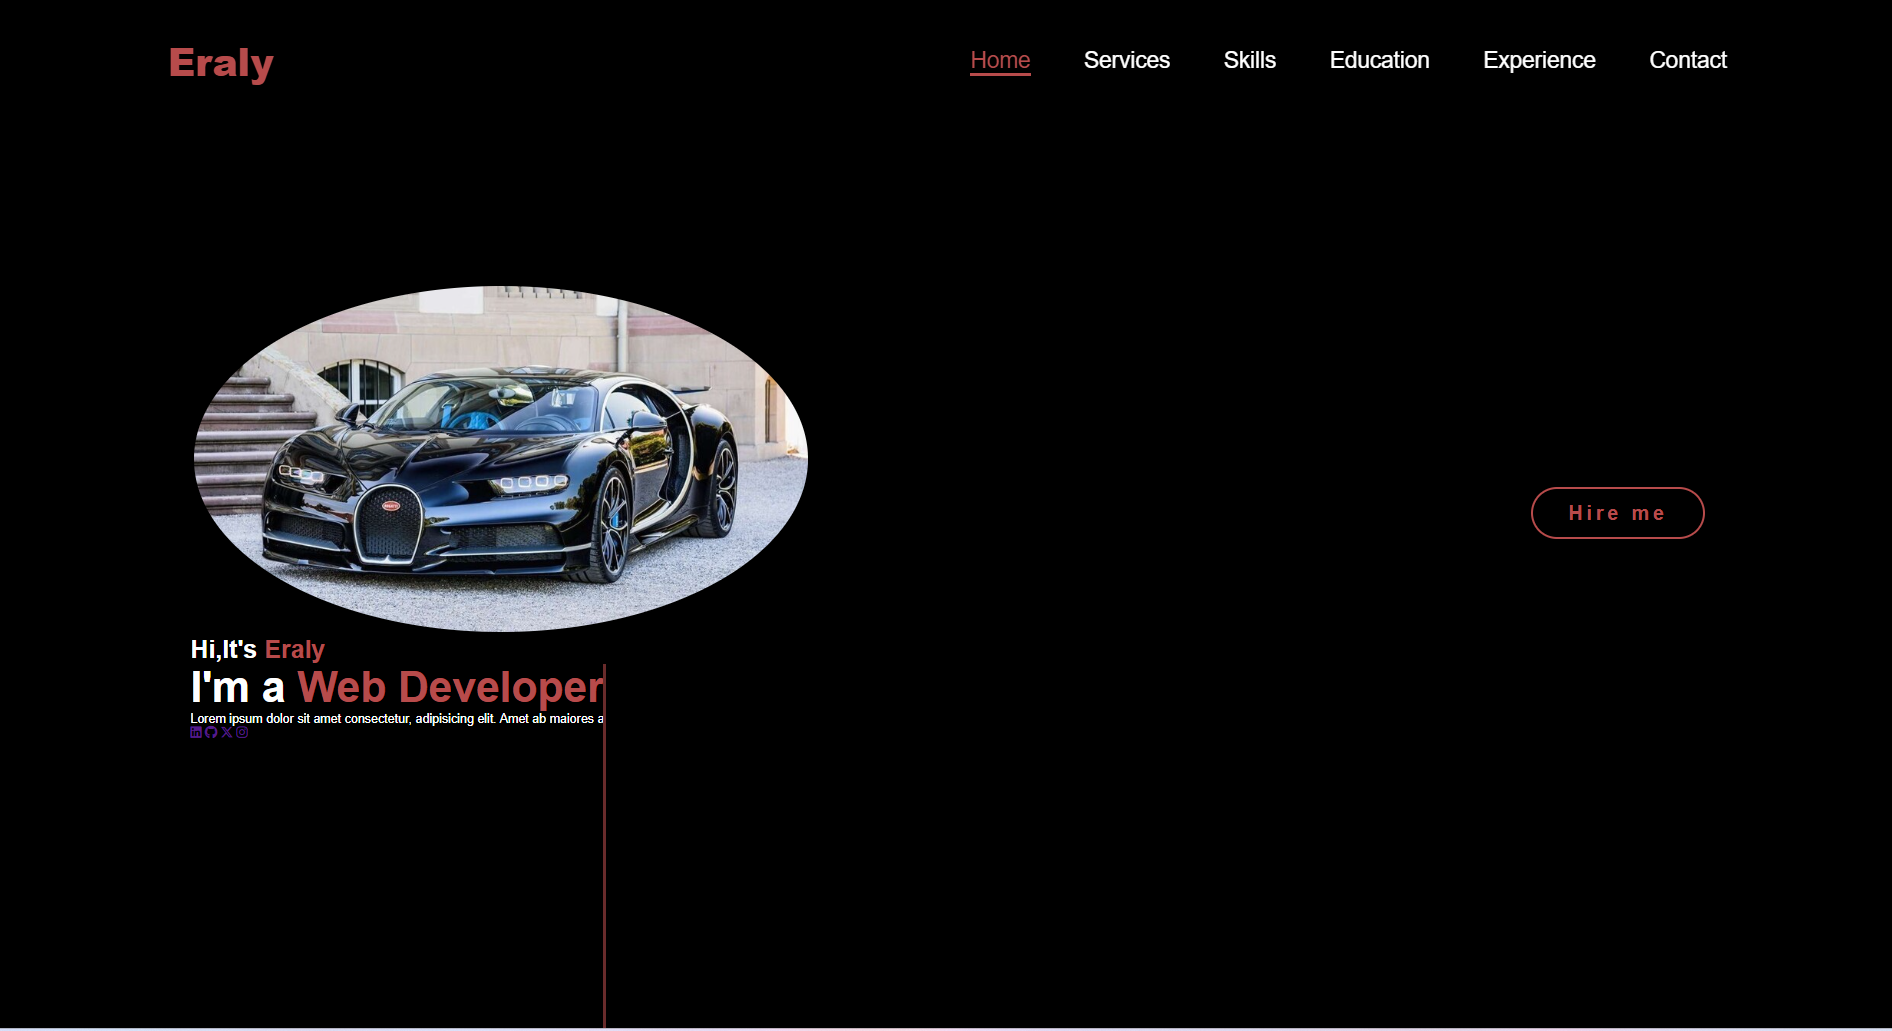 Eraly
Home Services Skills Education Experience Contact
Hire me
Hi,It's Eraly
I'm a Web Developer
Lorem ipsum dolor sit amet consectetur, adipisicing elit. Amet ab maiores a